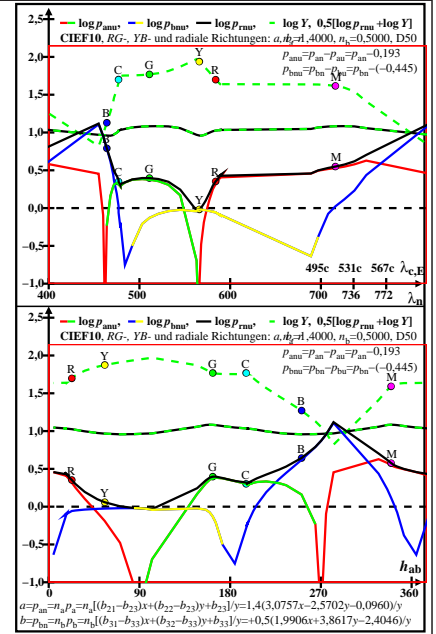 log p_anu, log p_bnu, log p_rnu, log Y, 0,5[log p_rnu+log Y]
CIEF10, RG-, YB- und radiale Richtungen: a, n_a=1,4000, n_b=0,5000, D50
p_anu=p_an−p_au=p_an−0,193
p_bnu=p_bn−p_bu=p_bn−(−0,445)
2,5
2,0
1,5
1,0
0,5
0,0
−0,5
−1,0
B C G Y R M
B C G Y R M
495c 531c 567c λ_c,E
400 500 600 700 736 772 λ_n
log p_anu, log p_bnu, log p_rnu, log Y, 0,5[log p_rnu+log Y]
CIEF10, RG-, YB- und radiale Richtungen: a, n_a=1,4000, n_b=0,5000, D50
p_anu=p_an−p_au=p_an−0,193
p_bnu=p_bn−p_bu=p_bn−(−0,445)
2,5
2,0
1,5
1,0
0,5
0,0
−0,5
−1,0
R Y G C B M
R Y G C B M
h_ab
0 90 180 270 360
a=p_an=n_a p_a=n_a[(b_21−b_23)x+(b_22−b_23)y+b_23]/y=1,4(3,0757x−2,5702y−0,0960)/y
b=p_bn=n_b p_b=n_b[(b_31−b_33)x+(b_32−b_33)y+b_33]/y=+0,5(1,9906x+3,8617y−2,4046)/y